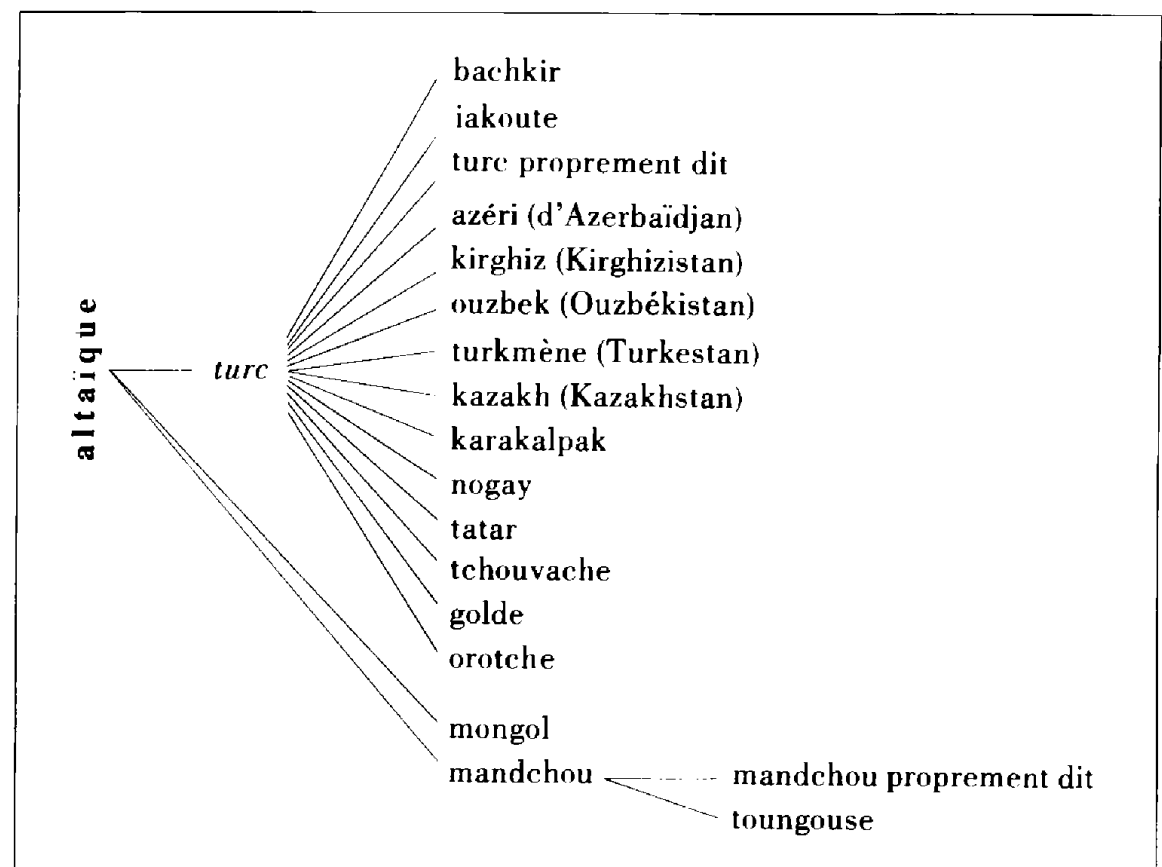 bachkir
iakoute
turc proprement dit
azéri (d'Azerbaïdjan)
kirghiz (Kirghizistan)
ouzbek (Ouzbékistan)
turkmène (Turkestan)
altaïque
turc
kazakh (Kazakhstan)
karakalpak
nogay
tatar
tchouvache
golde
orotche
mongol
mandchou
mandchou proprement dit
toungouse